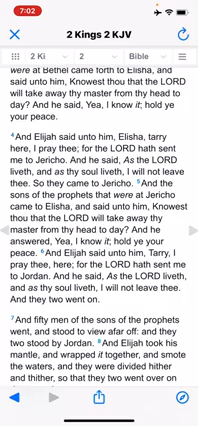 7:02
2 Kings 2 KJV
2 Ki
2
Bible
were at Bethel came forth to Elisha, and
said unto him, Knowest thou that the LORD
will take away thy master from thy head to
day? And he said, Yea, I know it; hold ye
your peace.
4And Elijah said unto him, Elisha, tarry
here, I pray thee; for the LORD hath sent
me to Jericho. And he said, As the LORD
liveth, and as thy soul liveth, I will not leave
thee. So they came to Jericho. 5And the
sons of the prophets that were at Jericho
came to Elisha, and said unto him, Knowest
thou that the LORD will take away thy
master from thy head to day? And he
answered, Yea, I know it; hold ye your
peace. 6And Elijah said unto him, Tarry, I
pray thee, here; for the LORD hath sent me
to Jordan. And he said, As the LORD liveth,
and as thy soul liveth, I will not leave thee.
And they two went on.
7And fifty men of the sons of the prophets
went, and stood to view afar off: and they
two stood by Jordan. 8And Elijah took his
mantle, and wrapped it together, and smote
the waters, and they were divided hither
and thither, so that they two went over on